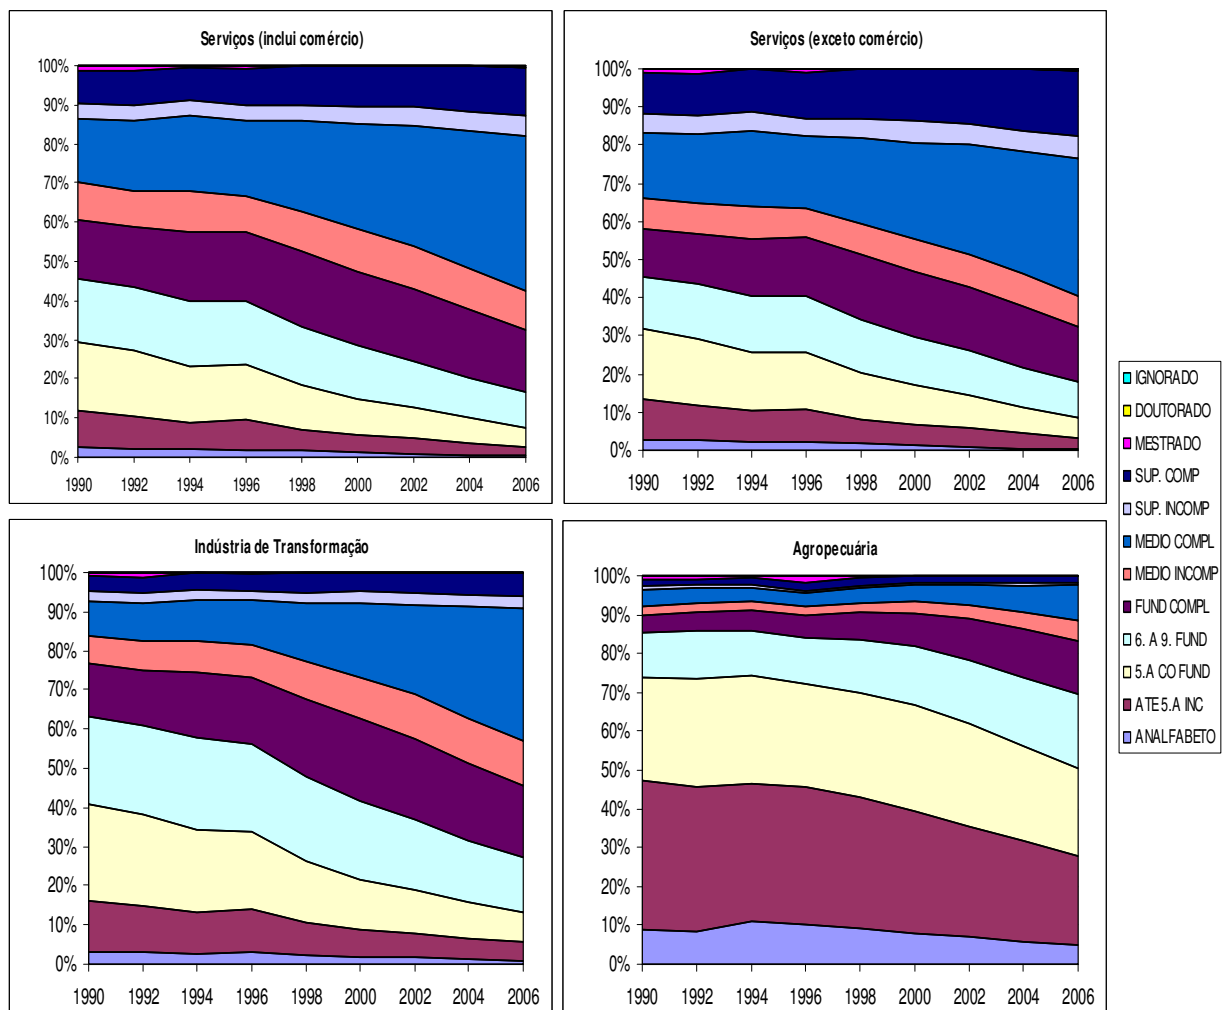 Serviços (inclui comércio)
100%
90%
80%
70%
60%
50%
40%
30%
20%
10%
0%
1990 1992 1994 1996 1998 2000 2002 2004 2006
Serviços (exceto comércio)
100%
90%
80%
70%
60%
50%
40%
30%
20%
10%
0%
1990 1992 1994 1996 1998 2000 2002 2004 2006
Indústria de Transformação
100%
90%
80%
70%
60%
50%
40%
30%
20%
10%
0%
1990 1992 1994 1996 1998 2000 2002 2004 2006
Agropecuária
100%
90%
80%
70%
60%
50%
40%
30%
20%
10%
0%
1990 1992 1994 1996 1998 2000 2002 2004 2006
IGNORADO
DOUTORADO
MESTRADO
SUP. COMP
SUP. INCOMP
MEDIO COMPL
MEDIO INCOMP
FUND COMPL
6. A 9. FUND
5.A CO FUND
ATE 5.A INC
ANALFABETO